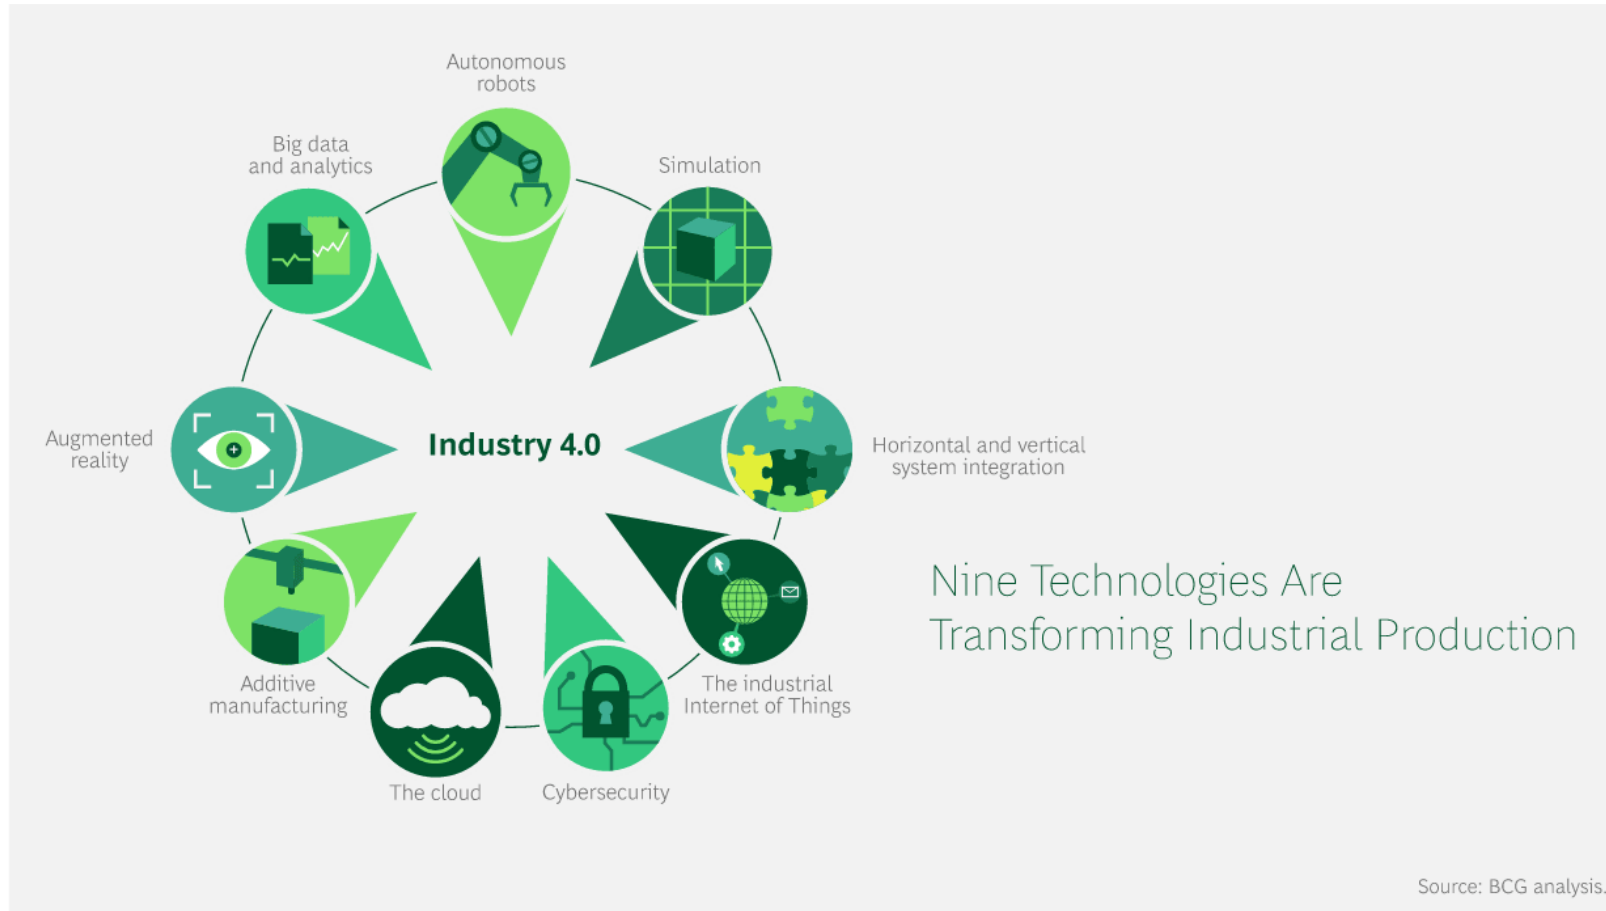 Autonomous
robots
Big data
and analytics
Simulation
Augmented
reality
Industry 4.0
Horizontal and vertical
system integration
Additive
manufacturing
The industrial
Internet of Things
The cloud
Cybersecurity
Nine Technologies Are
Transforming Industrial Production
Source: BCG analysis.